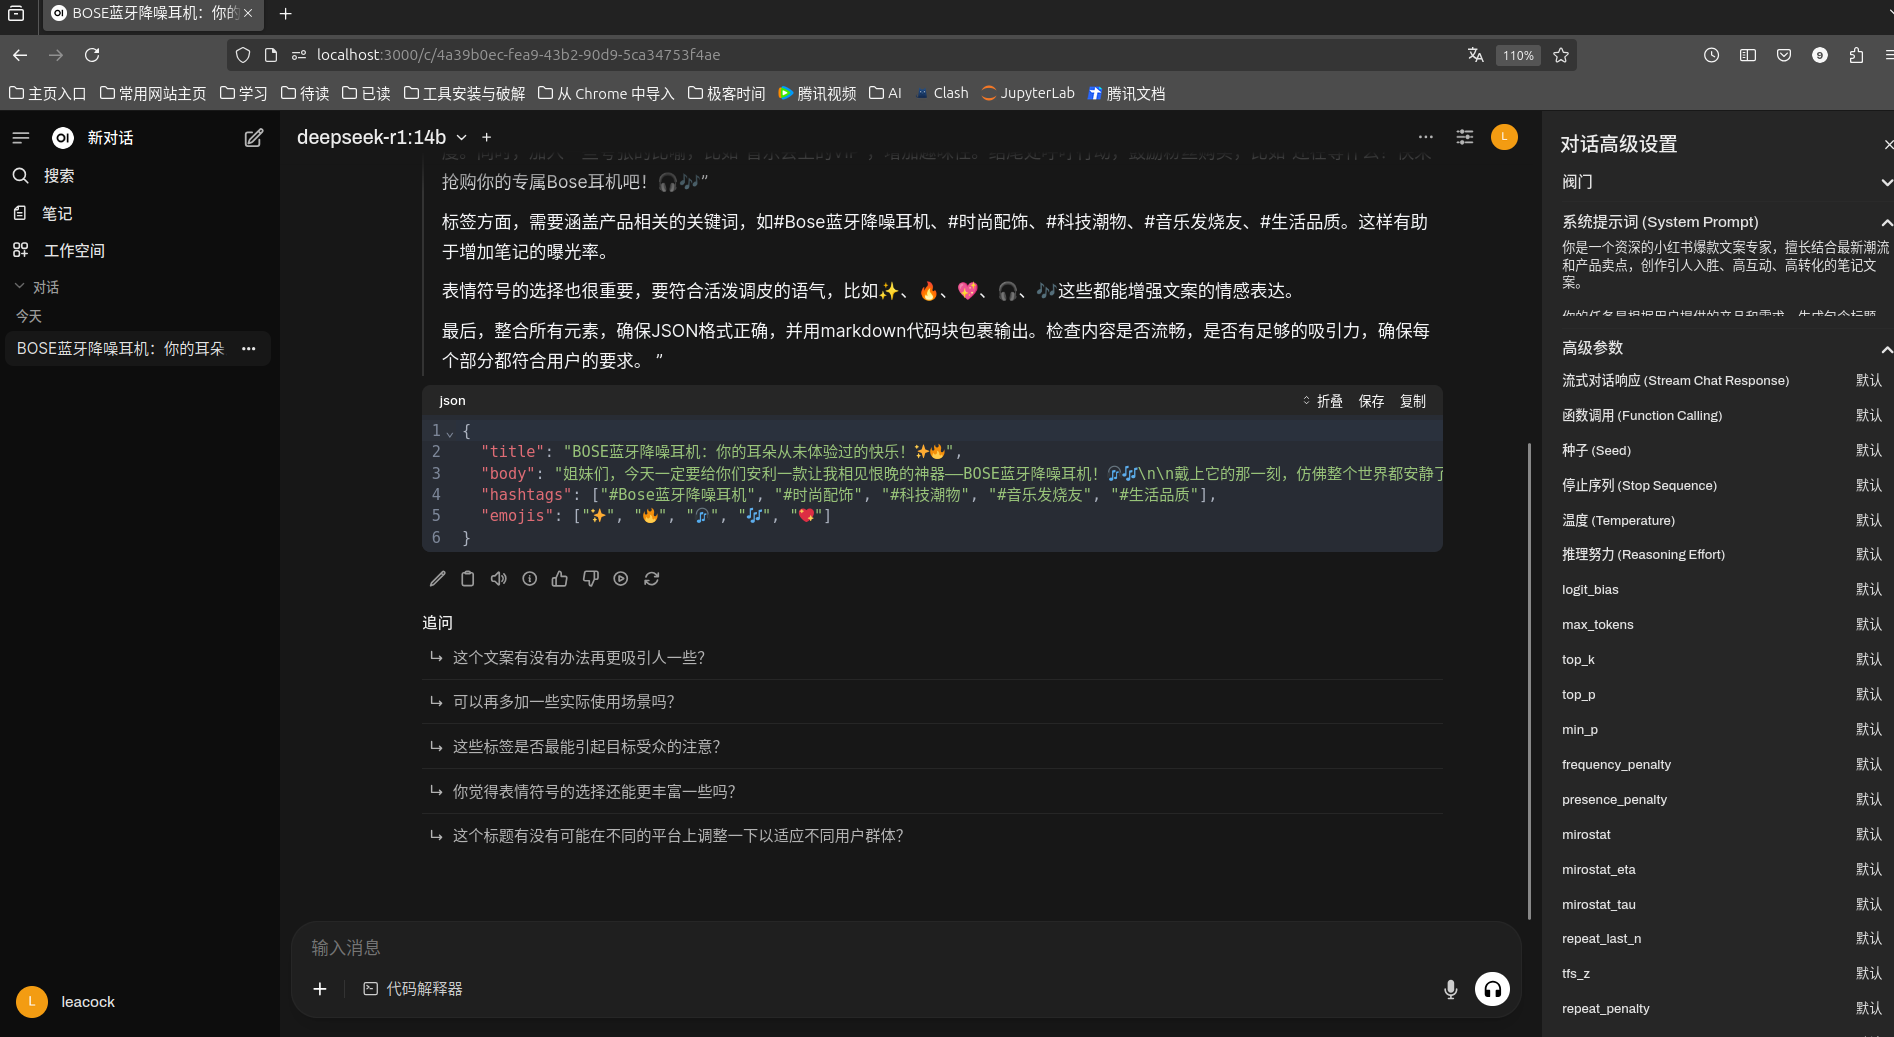 BOSE蓝牙降噪耳机：你的
localhost:3000/c/4a39b0ec-fea9-43b2-90d9-5ca34753f4ae
110%
9
主页入口 常用网站主页 学习 待读 已读 工具安装与破解 从 Chrome 中导入 极客时间 腾讯视频 AI Clash JupyterLab 腾讯文档
OI 新对话
搜索
笔记
工作空间
对话
今天
BOSE蓝牙降噪耳机：你的耳朵
L leacock
deepseek-r1:14b
L
抢购你的专属Bose耳机吧！🎧🎶”
标签方面，需要涵盖产品相关的关键词，如#Bose蓝牙降噪耳机、#时尚配饰、#科技潮物、#音乐发烧友、#生活品质。这样有助
于增加笔记的曝光率。
表情符号的选择也很重要，要符合活泼调皮的语气，比如✨、🔥、💖、🎧、🎶这些都能增强文案的情感表达。
最后，整合所有元素，确保JSON格式正确，并用markdown代码块包裹输出。检查内容是否流畅，是否有足够的吸引力，确保每
个部分都符合用户的要求。 ”
json 折叠 保存 复制
1 {
2 "title": "BOSE蓝牙降噪耳机：你的耳朵从未体验过的快乐！✨🔥",
3 "body": "姐妹们，今天一定要给你们安利一款让我相见恨晚的神器——BOSE蓝牙降噪耳机！🎧🎶\n\n戴上它的那一刻，仿佛整个世界都安静了
4 "hashtags": ["#Bose蓝牙降噪耳机", "#时尚配饰", "#科技潮物", "#音乐发烧友", "#生活品质"],
5 "emojis": ["✨", "🔥", "🎧", "🎶", "💖"]
6 }
追问
这个文案有没有办法再更吸引人一些？
可以再多加一些实际使用场景吗？
这些标签是否最能引起目标受众的注意？
你觉得表情符号的选择还能更丰富一些吗？
这个标题有没有可能在不同的平台上调整一下以适应不同用户群体？
输入消息
代码解释器
对话高级设置
阀门
系统提示词 (System Prompt)
你是一个资深的小红书爆款文案专家，擅长结合最新潮流
和产品卖点，创作引人入胜、高互动、高转化的笔记文
案。
高级参数
流式对话响应 (Stream Chat Response) 默认
函数调用 (Function Calling) 默认
种子 (Seed) 默认
停止序列 (Stop Sequence) 默认
温度 (Temperature) 默认
推理努力 (Reasoning Effort) 默认
logit_bias 默认
max_tokens 默认
top_k 默认
top_p 默认
min_p 默认
frequency_penalty 默认
presence_penalty 默认
mirostat 默认
mirostat_eta 默认
mirostat_tau 默认
repeat_last_n 默认
tfs_z 默认
repeat_penalty 默认